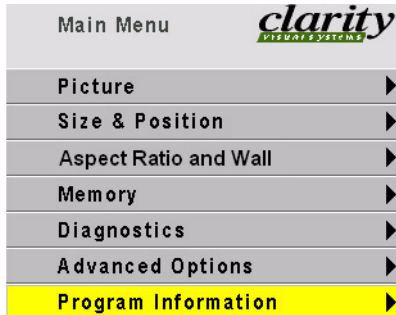 Main Menu
clarity
VISUAL SYSTEMS
Picture
Size & Position
Aspect Ratio and Wall
Memory
Diagnostics
Advanced Options
Program Information